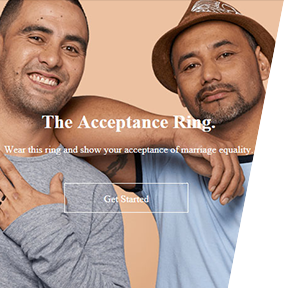 The Acceptance Ring.
Wear this ring and show your acceptance of marriage equality.
Get Started